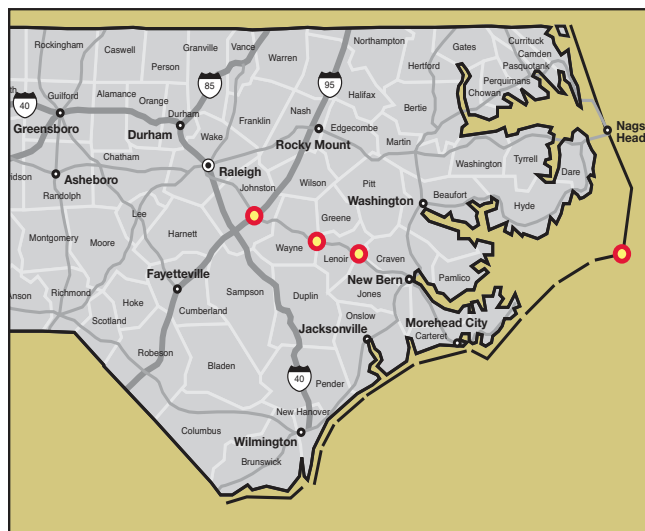 Northampton
Currituck
Rockingham
Granville
Vance
Gates
Caswell
Camden
Warren
Pasquotank
Person
Hertford
Perquimans
85
95
Chowan
Guilford
Alamance
Halifax
40
Orange
Nash
Bertie
Greensboro
Durham
Franklin
Durham
Wake
Edgecombe
Nags
Head
Rocky Mount
Martin
Chatham
Washington
Tyrrell
Raleigh
Dare
Asheboro
Johnston
Wilson
Pitt
idson
Randolph
Washington
Beaufort
Lee
Greene
Hyde
Harnett
Montgomery
Moore
Wayne
Lenoir
Craven
Fayetteville
New Bern
Pamlico
Sampson
Duplin
Jones
Richmond
nson
Hoke
Cumberland
Onslow
Scotland
Jacksonville
Morehead City
Carteret
Robeson
Bladen
40
Pender
New Hanover
Columbus
Wilmington
Brunswick